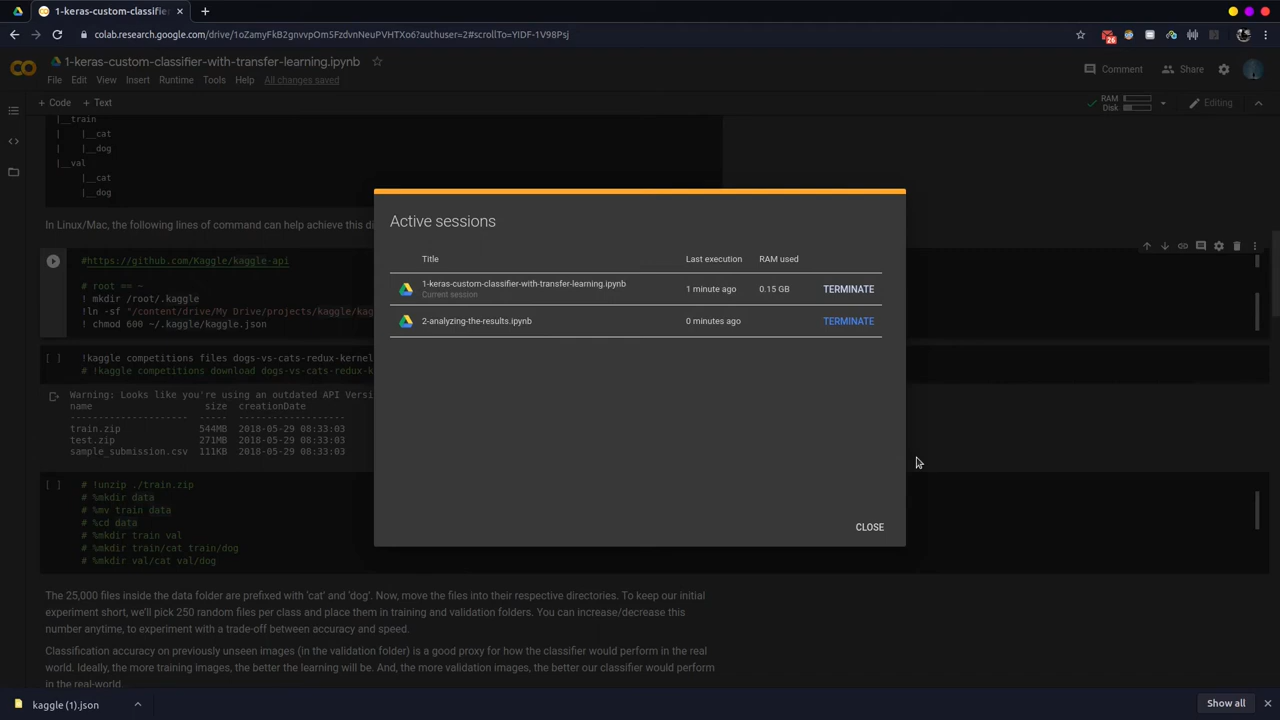 1-keras-custom-classifie
colab.research.google.com/drive/1oZamyFkB2gnvvpOmSFzdvnNeuPVHTXo6?authuser=2#scrollTo=YIDF-1V98Psj
26
1-keras-custom-classifier-with-transfer-learning.ipynb
File Edit View Insert Runtime Tools Help All changes saved
Comment Share
+ Code + Text
RAM
Disk
Editing
|__train
| |__cat
| |__dog
|__val
|__cat
|__dog
In Linux/Mac, the following lines of command can help achieve this di
#https://github.com/Kaggle/kaggle-api
# root == ~
! mkdir /root/.kaggle
!ln -sf "/content/drive/My Drive/projects/kaggle/kag
! chmod 600 ~/.kaggle/kaggle.json
[ ] !kaggle competitions files dogs-vs-cats-redux-kernel
# !kaggle competitions download dogs-vs-cats-redux-k
Warning: Looks like you're using an outdated API Versi
name size creationDate
-------------------- ----- -------------------
train.zip 544MB 2018-05-29 08:33:03
test.zip 271MB 2018-05-29 08:33:03
sample_submission.csv 111KB 2018-05-29 08:33:03
[ ] # !unzip ./train.zip
# %mkdir data
# %mv train data
# %cd data
# %mkdir train val
# %mkdir train/cat train/dog
# %mkdir val/cat val/dog
The 25,000 files inside the data folder are prefixed with 'cat' and 'dog'. Now, move the files into their respective directories. To keep our initial
experiment short, we'll pick 250 random files per class and place them in training and validation folders. You can increase/decrease this
number anytime, to experiment with a trade-off between accuracy and speed.
Classification accuracy on previously unseen images (in the validation folder) is a good proxy for how the classifier would perform in the real
world. Ideally, the more training images, the better the learning will be. And, the more validation images, the better our classifier would perform
in the real-world.
Active sessions
Title Last execution RAM used
1-keras-custom-classifier-with-transfer-learning.ipynb 1 minute ago 0.15 GB TERMINATE
Current session
2-analyzing-the-results.ipynb 0 minutes ago TERMINATE
CLOSE
kaggle (1).json
Show all